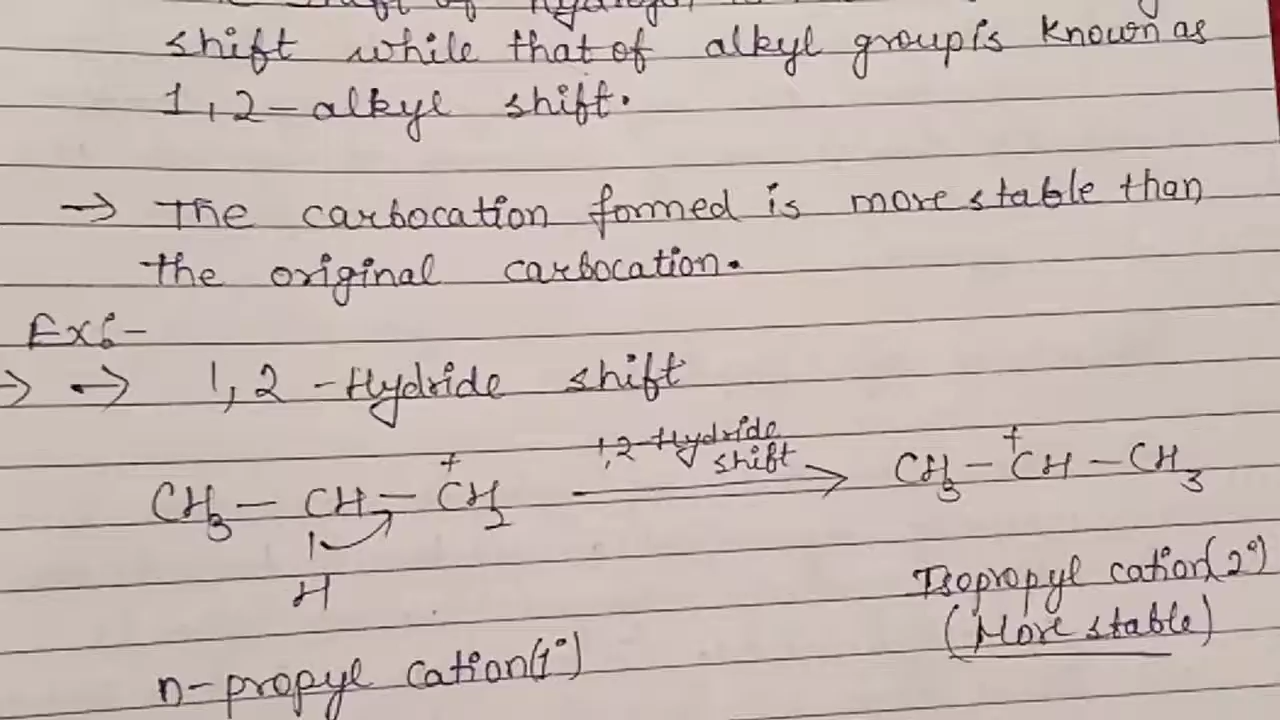 shift while that of alkyl group is known as
1,2-alkyl shift.
→ The carbocation formed is more stable than
the original carbocation.
Ex:-
→ → 1,2-Hydride shift
CH₃ — CH — C⁺H₂ 1,2-Hydride shift ⟶ CH₃ — C⁺H — CH₃
H
Isopropyl cation(2°)
(More stable)
n-propyl cation(1°)